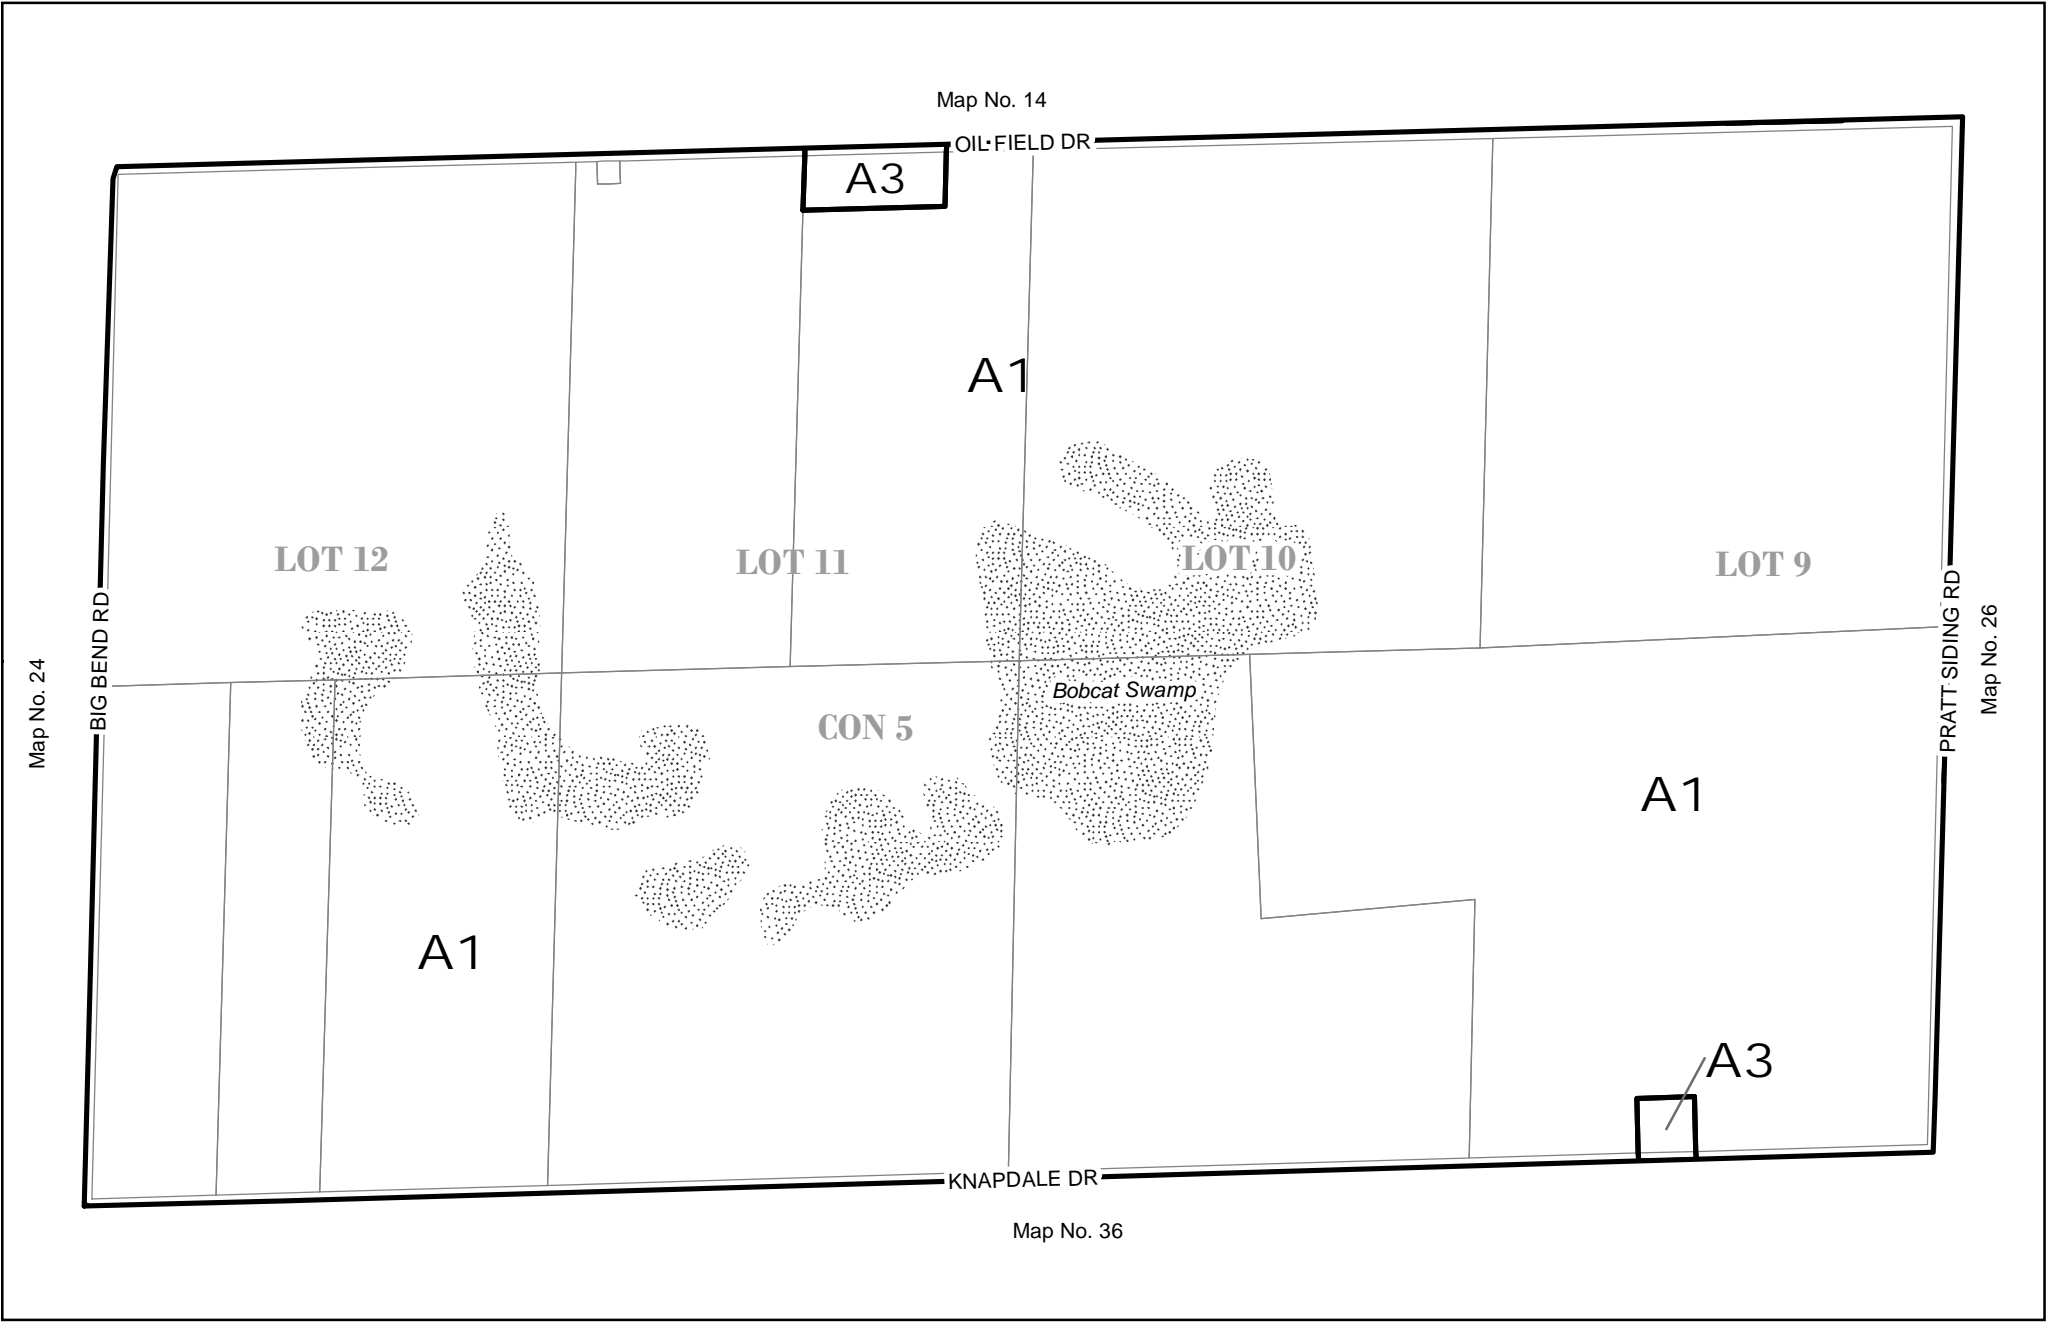 Map No. 14
OIL FIELD DR
A3
A1
LOT 12
LOT 11
LOT 10
LOT 9
BIG BEND RD
PRATT SIDING RD
Map No. 24
Map No. 26
Bobcat Swamp
CON 5
A1
A1
A3
KNAPDALE DR
Map No. 36